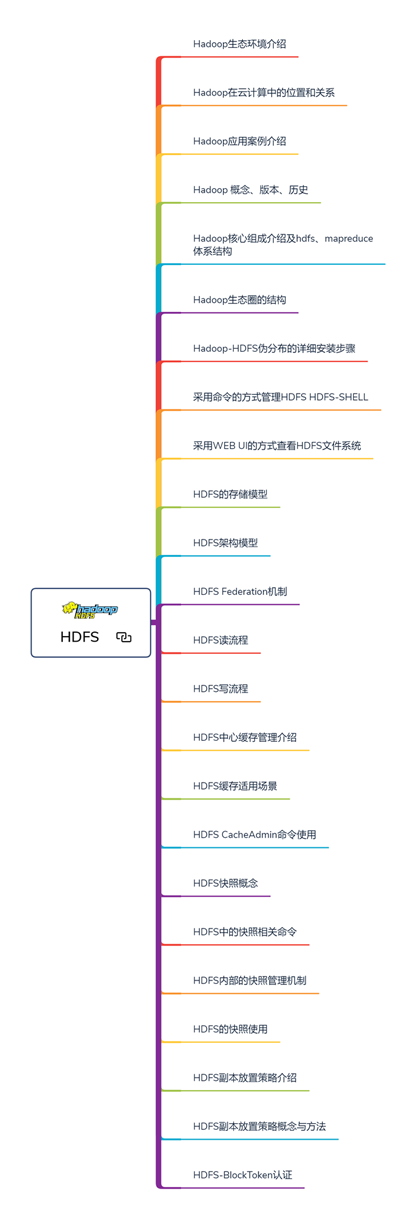 Hadoop生态环境介绍
Hadoop在云计算中的位置和关系
Hadoop应用案例介绍
Hadoop 概念、版本、历史
Hadoop核心组成介绍及hdfs、mapreduce
体系结构
Hadoop生态圈的结构
Hadoop-HDFS伪分布的详细安装步骤
采用命令的方式管理HDFS HDFS-SHELL
采用WEB UI的方式查看HDFS文件系统
HDFS的存储模型
HDFS架构模型
HDFS Federation机制
hadoop
HDFS
HDFS
HDFS读流程
HDFS写流程
HDFS中心缓存管理介绍
HDFS缓存适用场景
HDFS CacheAdmin命令使用
HDFS快照概念
HDFS中的快照相关命令
HDFS内部的快照管理机制
HDFS的快照使用
HDFS副本放置策略介绍
HDFS副本放置策略概念与方法
HDFS-BlockToken认证